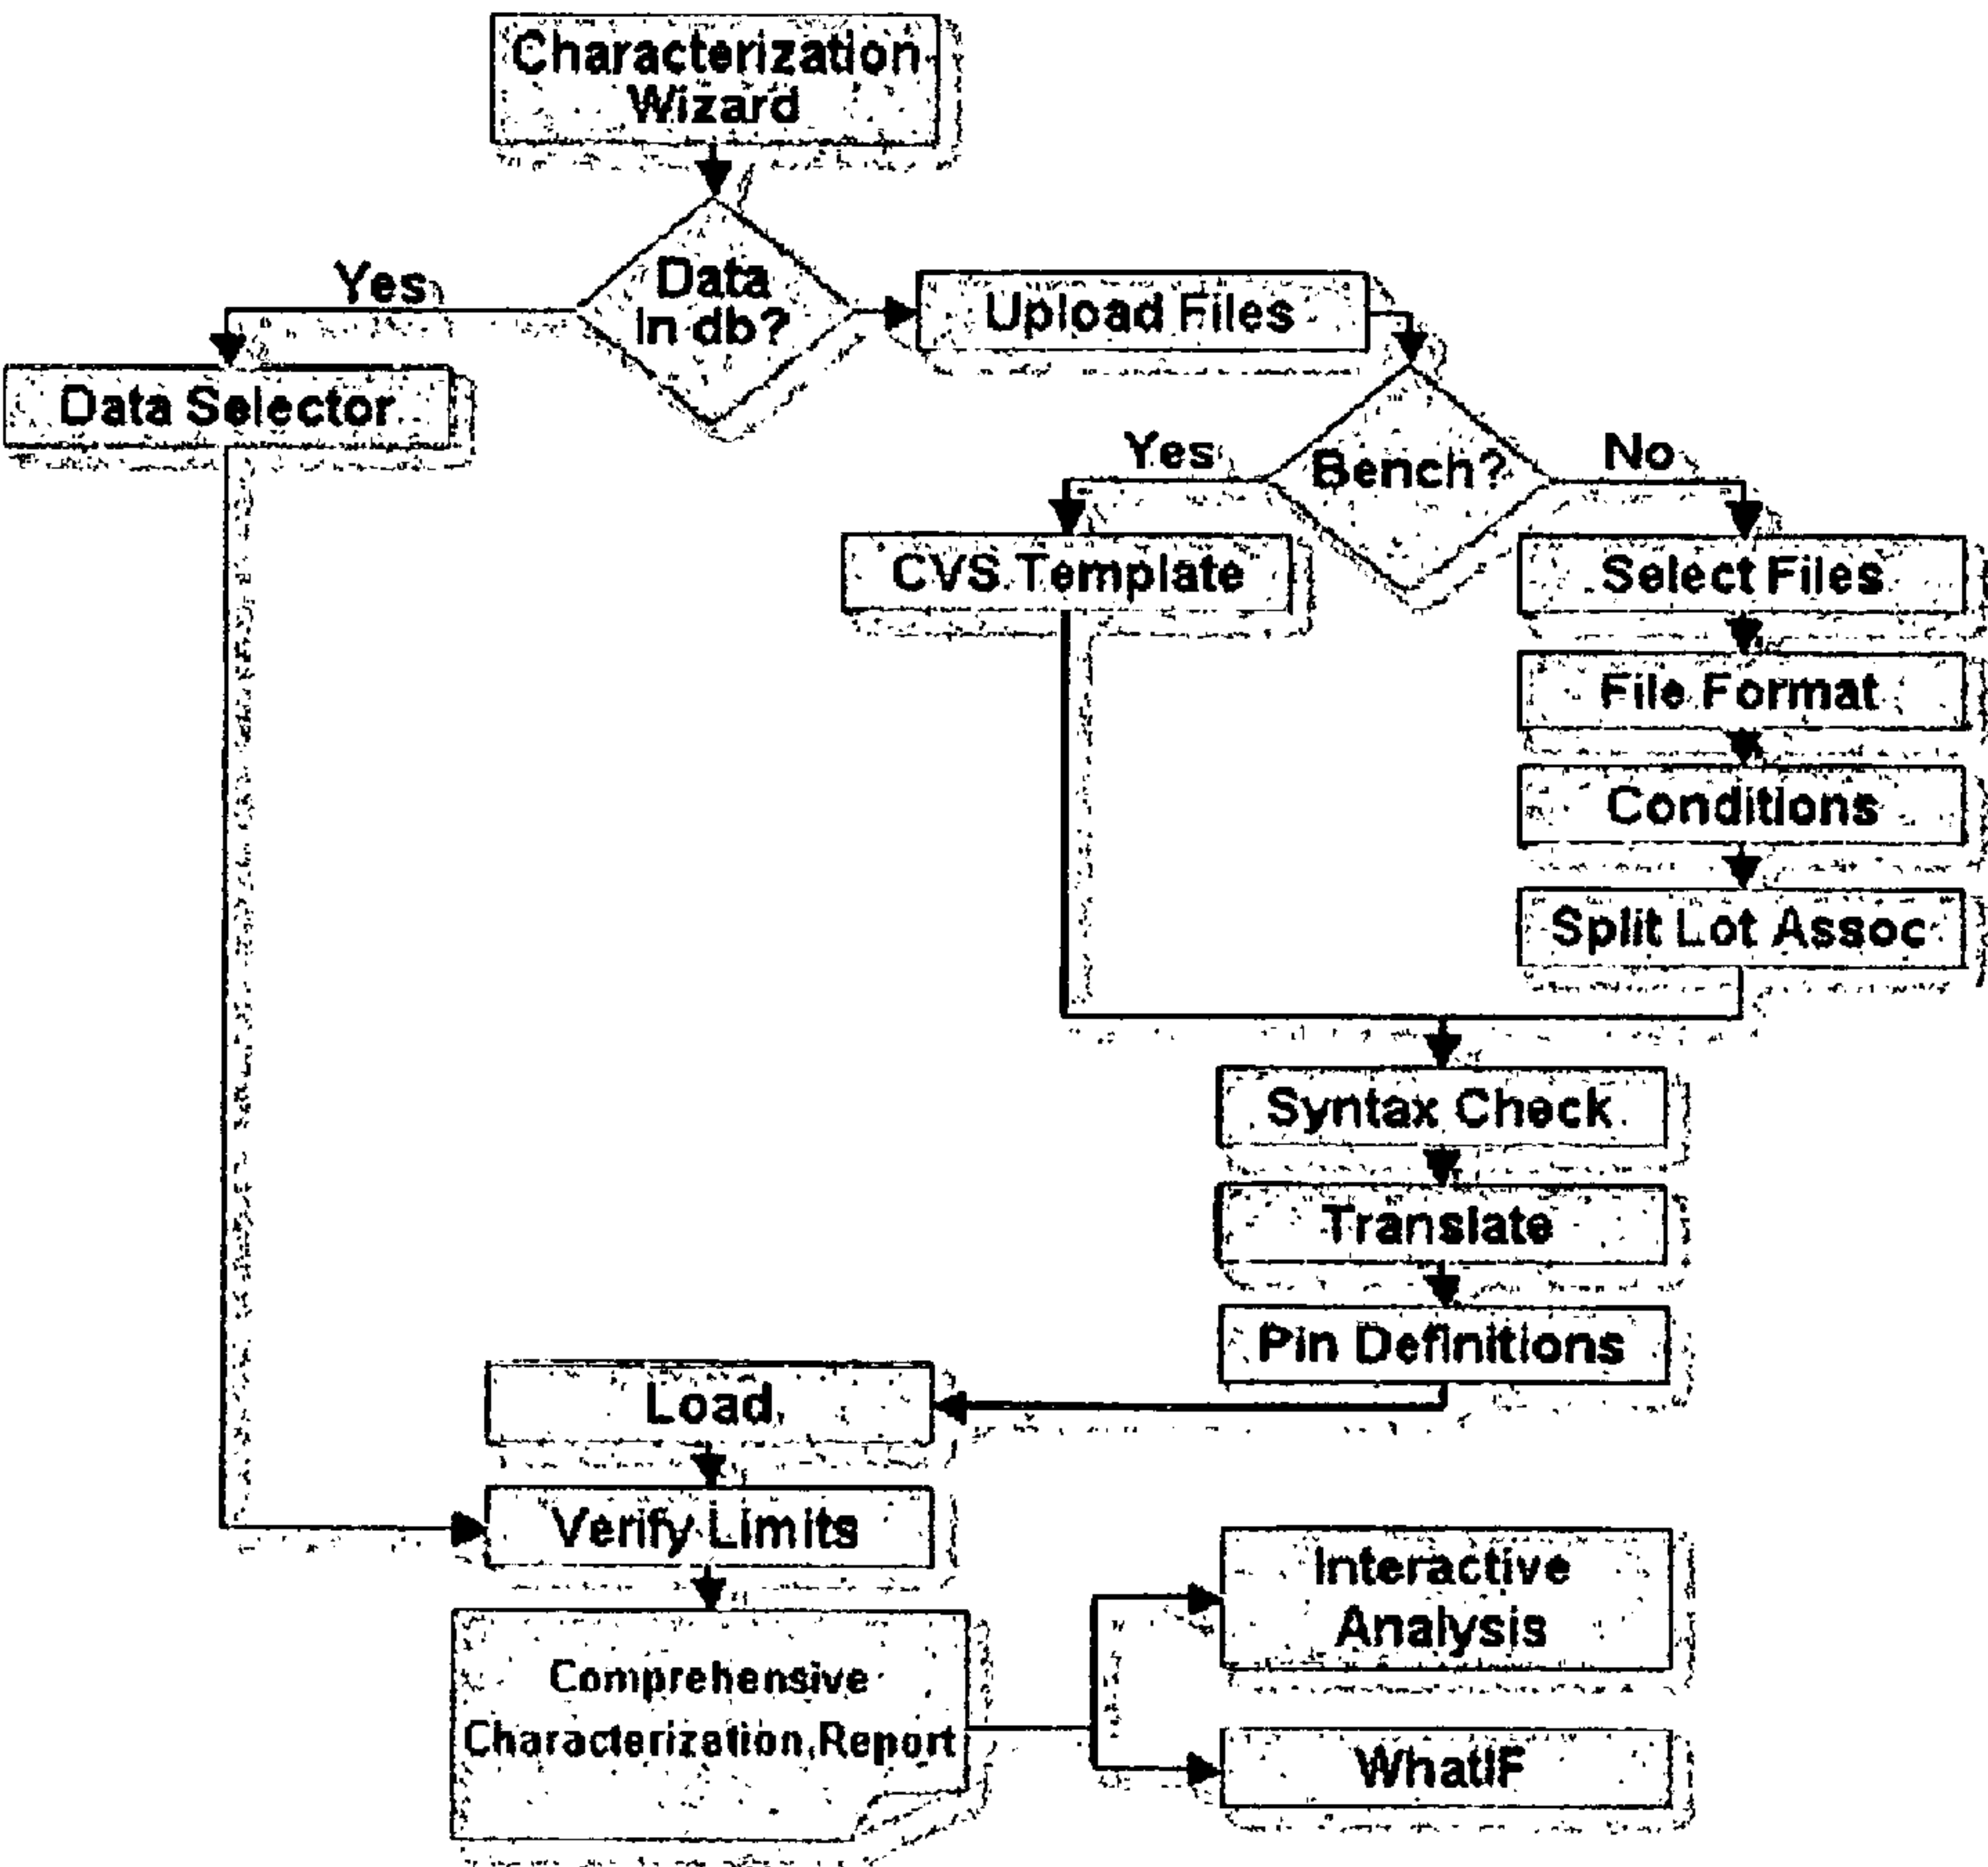 Characterization
Wizard
Data
in db?
Yes
Upload Files
Data Selector
Bench?
Yes
No
CVS Template
Select Files
File Format
Conditions
Split Lot Assoc
Syntax Check
Translate
Pin Definitions
Load
Verify Limits
Comprehensive
Characterization Report
Interactive
Analysis
WhatIF